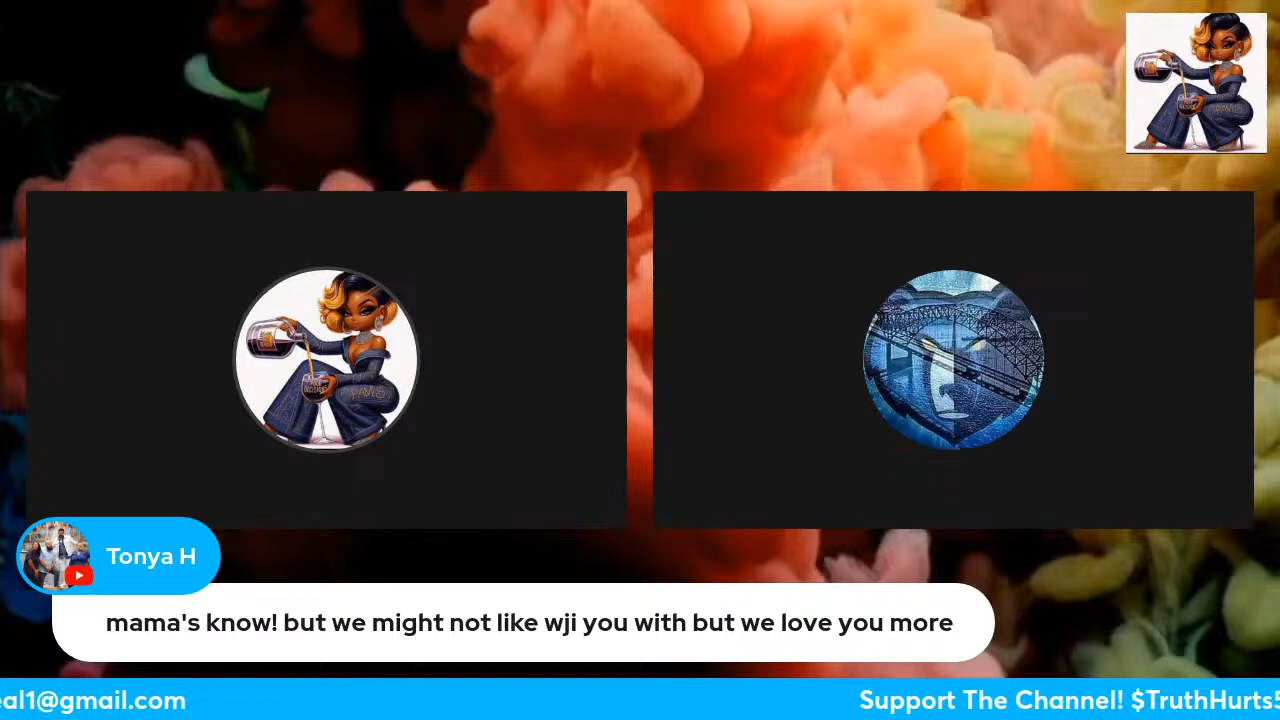 Tonya H
mama's know! but we might not like wji you with but we love you more
eal1@gmail.com
Support The Channel! $TruthHurts5